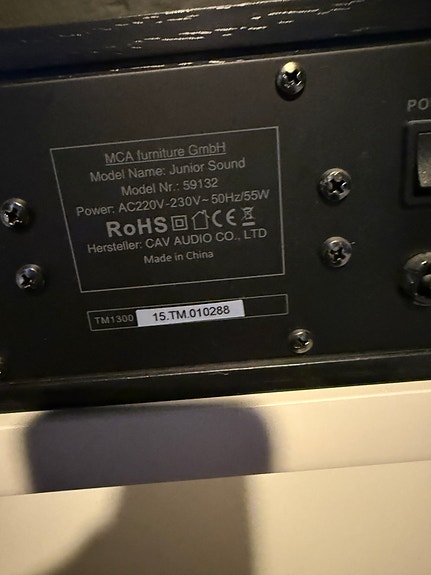 MCA furniture GmbH
Model Name: Junior Sound
Model Nr.: 59132
Power: AC220V-230V~50Hz/55W
RoHS CE
Hersteller: CAV AUDIO CO., LTD
Made in China
TM1300 15.TM.010288